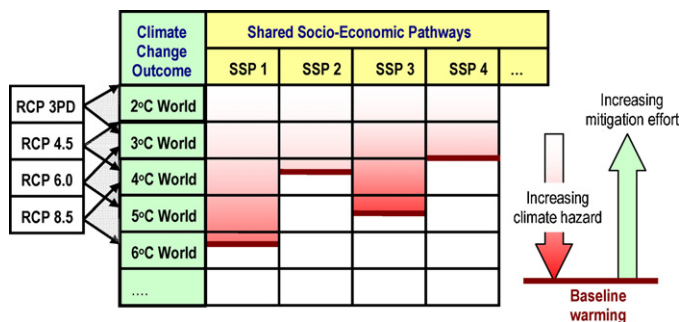 Climate
Change
Outcome
Shared Socio-Economic Pathways
SSP 1
SSP 2
SSP 3
SSP 4
...
RCP 3PD
RCP 4.5
RCP 6.0
RCP 8.5
2°C World
3°C World
4°C World
5°C World
6°C World
....
Increasing
mitigation effort
Increasing
climate hazard
Baseline
warming